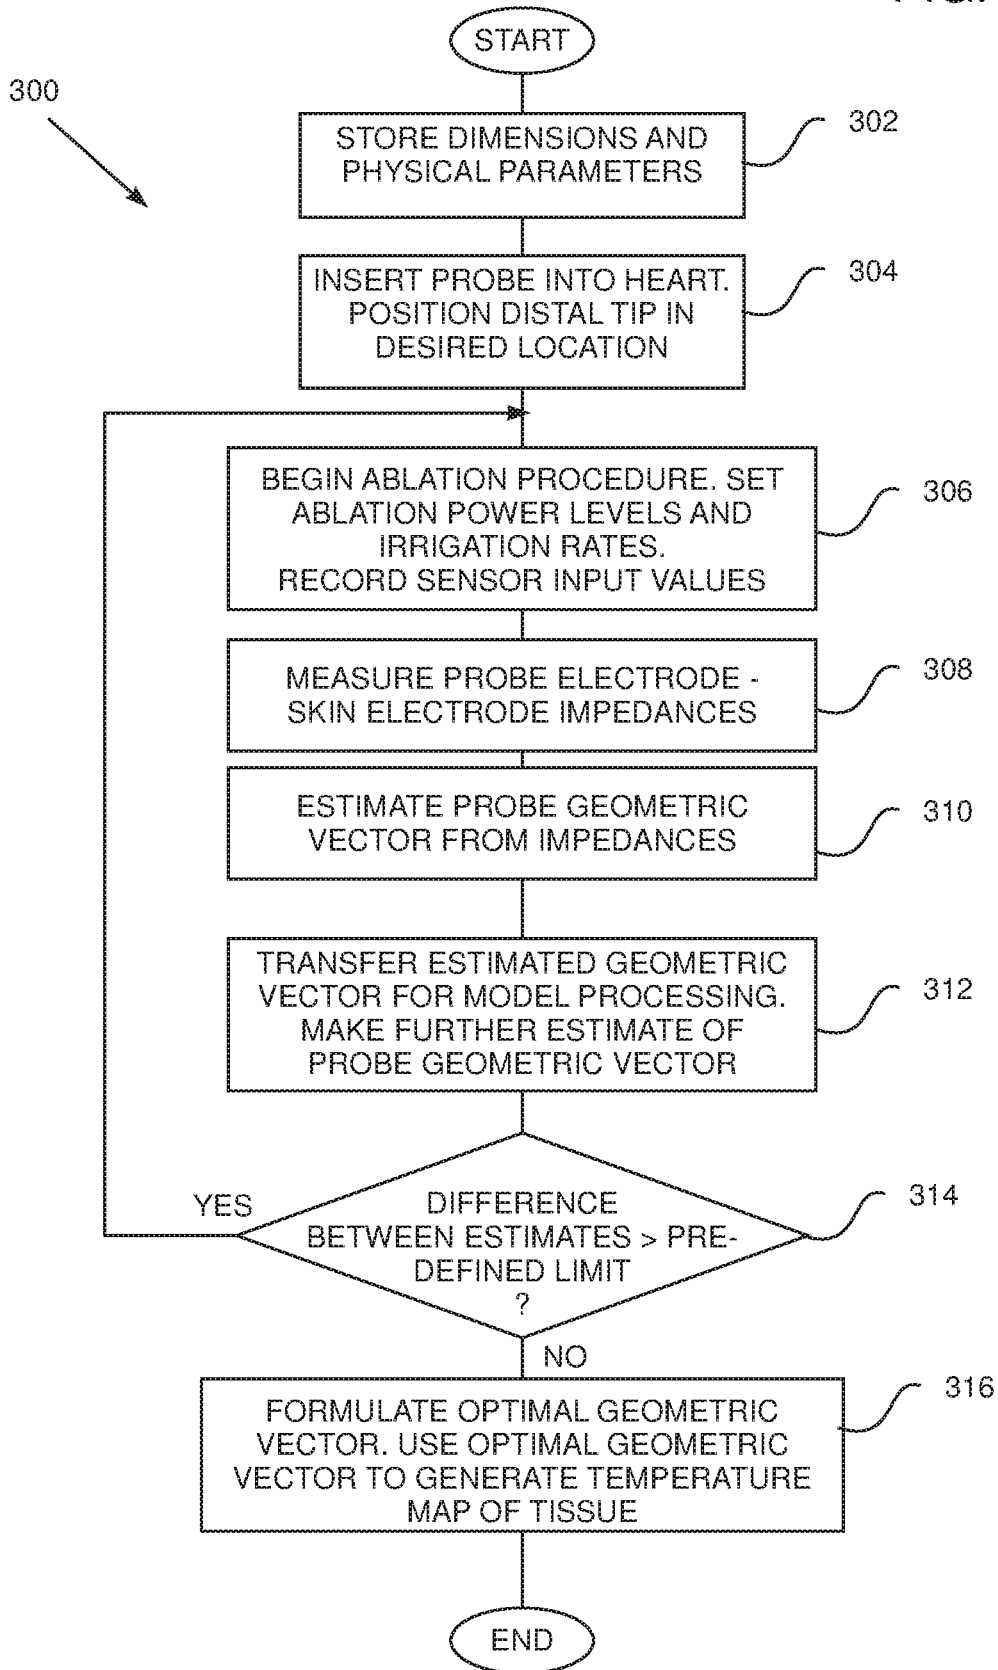 START
300
302
STORE DIMENSIONS AND
PHYSICAL PARAMETERS
304
INSERT PROBE INTO HEART.
POSITION DISTAL TIP IN
DESIRED LOCATION
306
BEGIN ABLATION PROCEDURE. SET
ABLATION POWER LEVELS AND
IRRIGATION RATES.
RECORD SENSOR INPUT VALUES
308
MEASURE PROBE ELECTRODE -
SKIN ELECTRODE IMPEDANCES
310
ESTIMATE PROBE GEOMETRIC
VECTOR FROM IMPEDANCES
312
TRANSFER ESTIMATED GEOMETRIC
VECTOR FOR MODEL PROCESSING.
MAKE FURTHER ESTIMATE OF
PROBE GEOMETRIC VECTOR
314
YES
DIFFERENCE
BETWEEN ESTIMATES > PRE-
DEFINED LIMIT
?
NO
316
FORMULATE OPTIMAL GEOMETRIC
VECTOR. USE OPTIMAL GEOMETRIC
VECTOR TO GENERATE TEMPERATURE
MAP OF TISSUE
END